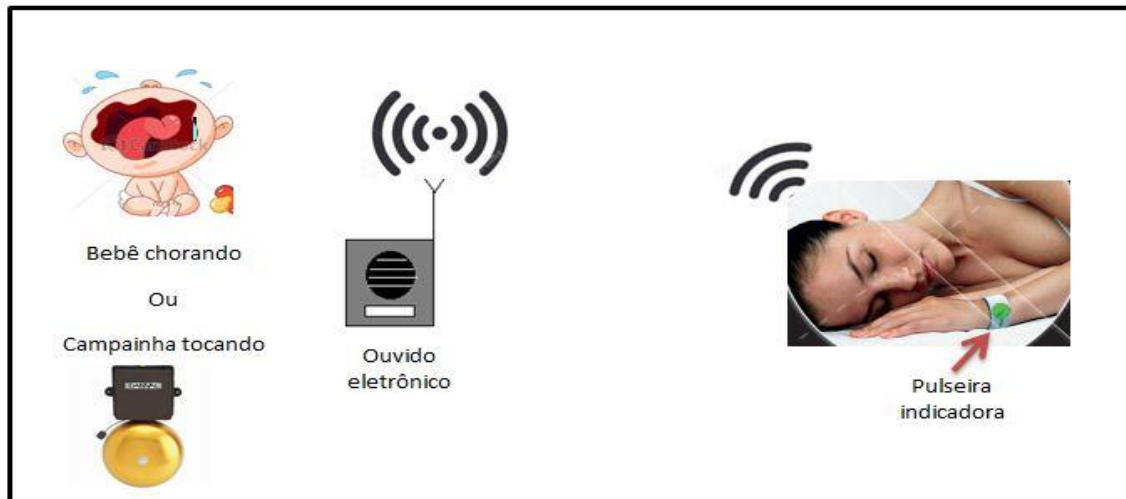 Bebê chorando
Ou
Campainha tocando
Ouvido
eletrônico
Pulseira
indicadora